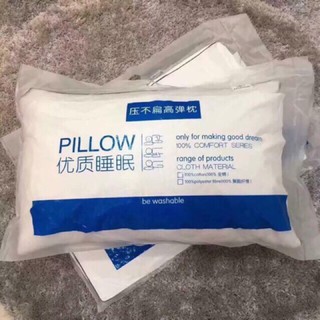 压不扁高弹枕
PILLOW
优质睡眠
only for making good dream
100% COMFORT SERIES
range of products
CLOTH MATERIAL
be washable